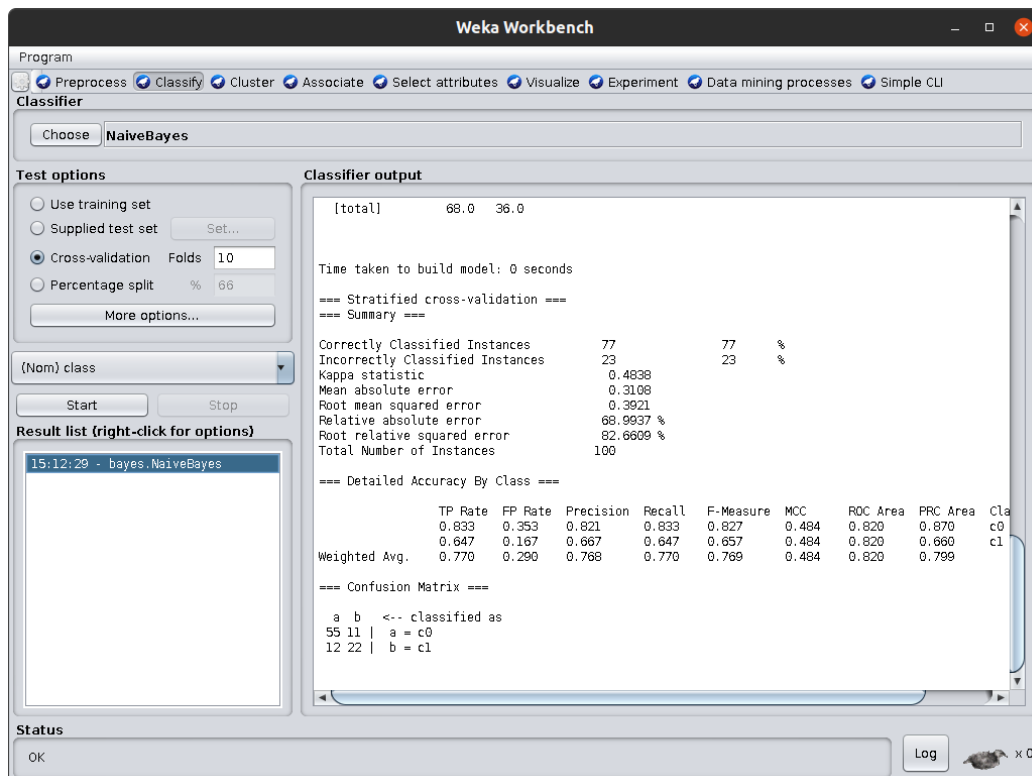 Weka Workbench
Program
Preprocess Classify Cluster Associate Select attributes Visualize Experiment Data mining processes Simple CLI
Classifier
Choose NaiveBayes
Test options
Use training set
Supplied test set Set...
Cross-validation Folds 10
Percentage split % 66
More options...
(Nom) class
Start Stop
Result list (right-click for options)
15:12:29 - bayes.NaiveBayes
Classifier output
[total] 68.0 36.0
Time taken to build model: 0 seconds
=== Stratified cross-validation ===
=== Summary ===
Correctly Classified Instances 77 77 %
Incorrectly Classified Instances 23 23 %
Kappa statistic 0.4838
Mean absolute error 0.3108
Root mean squared error 0.3921
Relative absolute error 68.9937 %
Root relative squared error 82.6609 %
Total Number of Instances 100
=== Detailed Accuracy By Class ===
TP Rate FP Rate Precision Recall F-Measure MCC ROC Area PRC Area Cla
0.833 0.353 0.821 0.833 0.827 0.484 0.820 0.870 c0
0.647 0.167 0.667 0.647 0.657 0.484 0.820 0.660 c1
Weighted Avg. 0.770 0.290 0.768 0.770 0.769 0.484 0.820 0.799
=== Confusion Matrix ===
a b <-- classified as
55 11 | a = c0
12 22 | b = c1
Status
OK
Log x 0